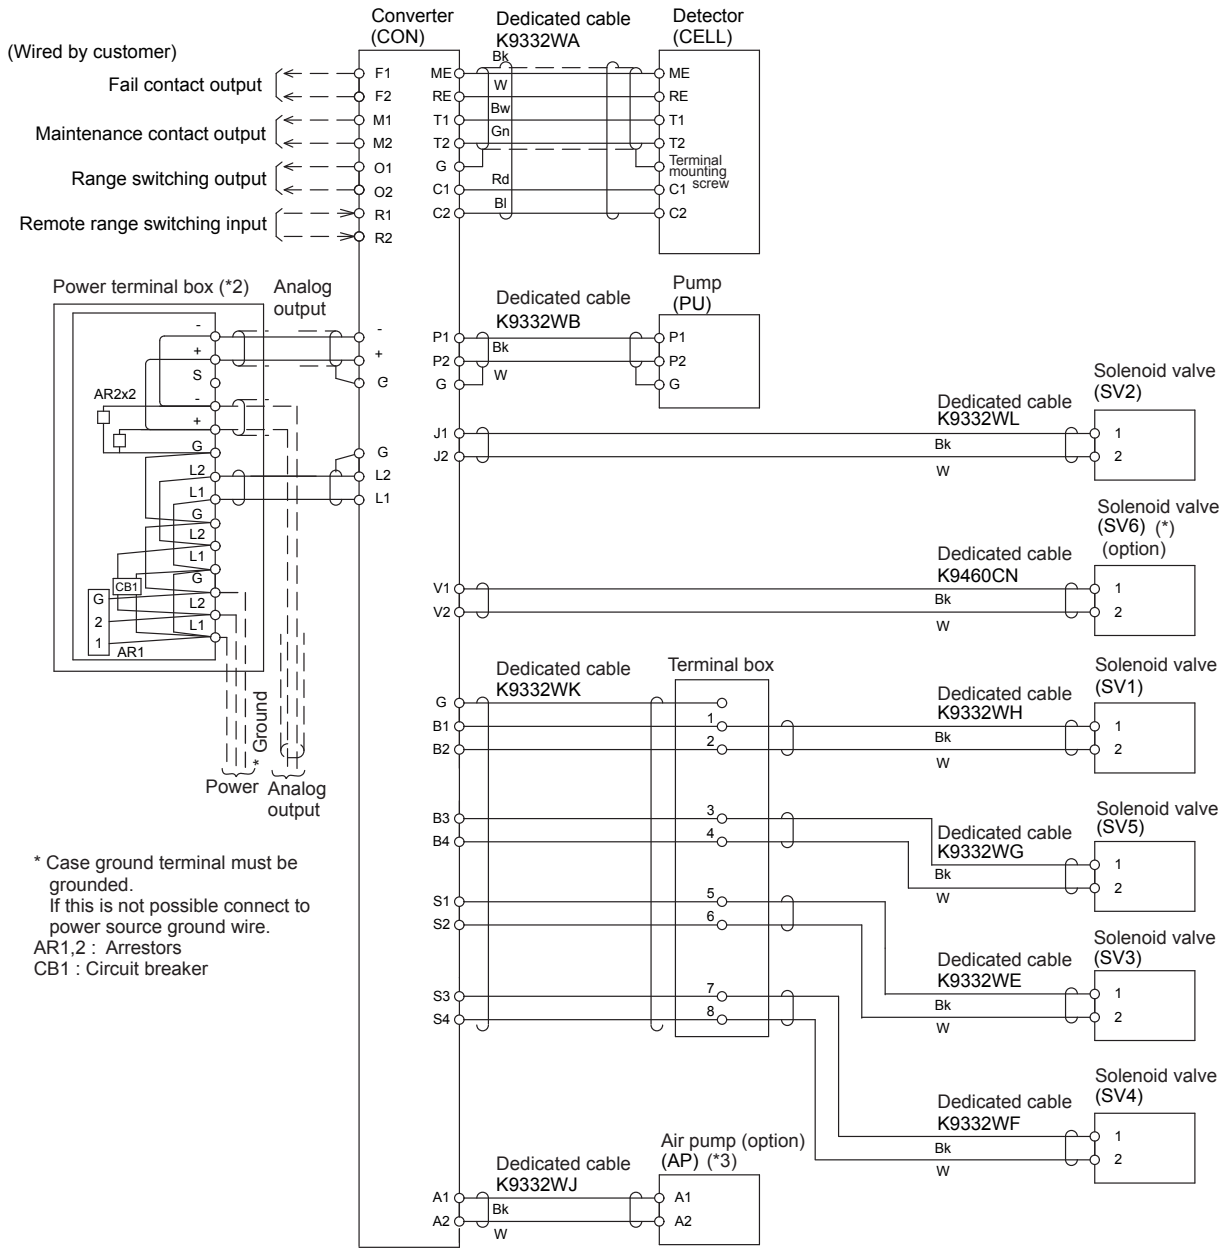 Converter
(CON)
Dedicated cable
K9332WA
Detector
(CELL)
(Wired by customer)
Fail contact output
Maintenance contact output
Range switching output
Remote range switching input
F1
F2
M1
M2
O1
O2
R1
R2
ME
RE
T1
T2
G
C1
C2
Bk
W
Bw
Gn
Rd
Bl
ME
RE
T1
T2
Terminal
mounting
screw
C1
C2
Power terminal box (*2)
Analog
output
-
+
S
-
+
G
L2
L1
G
L2
L1
G
L2
L1
AR2x2
CB1
G
2
1
AR1
-
+
G
G
L2
L1
Power
* Ground
Analog
output
Dedicated cable
K9332WB
Pump
(PU)
P1
P2
G
Bk
W
P1
P2
G
J1
J2
Dedicated cable
K9332WL
Bk
W
Solenoid valve
(SV2)
1
2
V1
V2
Dedicated cable
K9460CN
Bk
W
Solenoid valve
(SV6) (*)
(option)
1
2
Dedicated cable
K9332WK
Terminal box
G
B1
B2
B3
B4
S1
S2
S3
S4
1
2
3
4
5
6
7
8
Dedicated cable
K9332WH
Bk
W
Solenoid valve
(SV1)
1
2
Dedicated cable
K9332WG
Bk
W
Solenoid valve
(SV5)
1
2
Dedicated cable
K9332WE
Bk
W
Solenoid valve
(SV3)
1
2
Dedicated cable
K9332WF
Bk
W
Solenoid valve
(SV4)
1
2
Dedicated cable
K9332WJ
Air pump (option)
(AP) (*3)
A1
A2
Bk
W
A1
A2
* Case ground terminal must be
grounded.
If this is not possible connect to
power source ground wire.
AR1,2 : Arrestors
CB1 : Circuit breaker